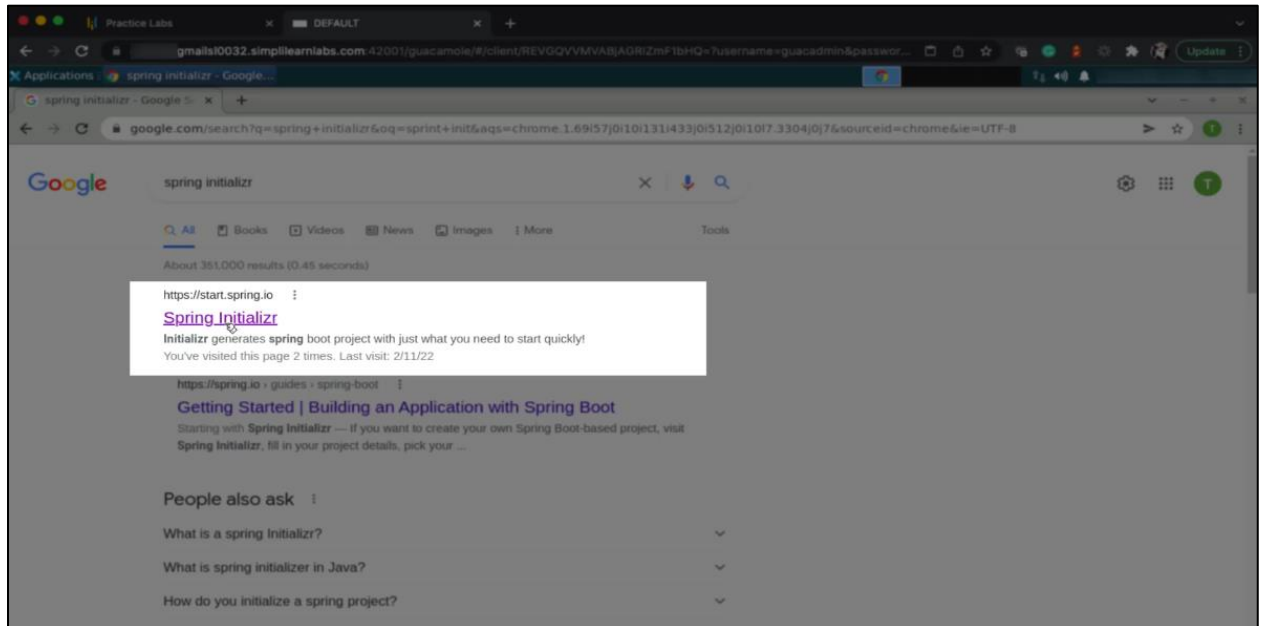 Practice Labs
DEFAULT
gmailsl0032.simplilearnlabs.com:42001/guacamole/#/client/REVGQVVMVABjAGRIZmF1bHQ=?username=guacadmin&passwor...
Update
Applications
spring initializr - Google...
spring initializr - Google Se
google.com/search?q=spring+initializr&oq=sprint+init&aqs=chrome.1.69i57j0i10i131i433j0i512j0i10l7.3304j0j7&sourceid=chrome&ie=UTF-8
Google
spring initializr
T
All Books Videos News Images More Tools
About 351,000 results (0.45 seconds)
https://start.spring.io
Spring Initializr
Initializr generates spring boot project with just what you need to start quickly!
You've visited this page 2 times. Last visit: 2/11/22
https://spring.io › guides › spring-boot
Getting Started | Building an Application with Spring Boot
Starting with Spring Initializr — If you want to create your own Spring Boot-based project, visit
Spring Initializr, fill in your project details, pick your ...
People also ask
What is a spring Initializr?
What is spring initializer in Java?
How do you initialize a spring project?